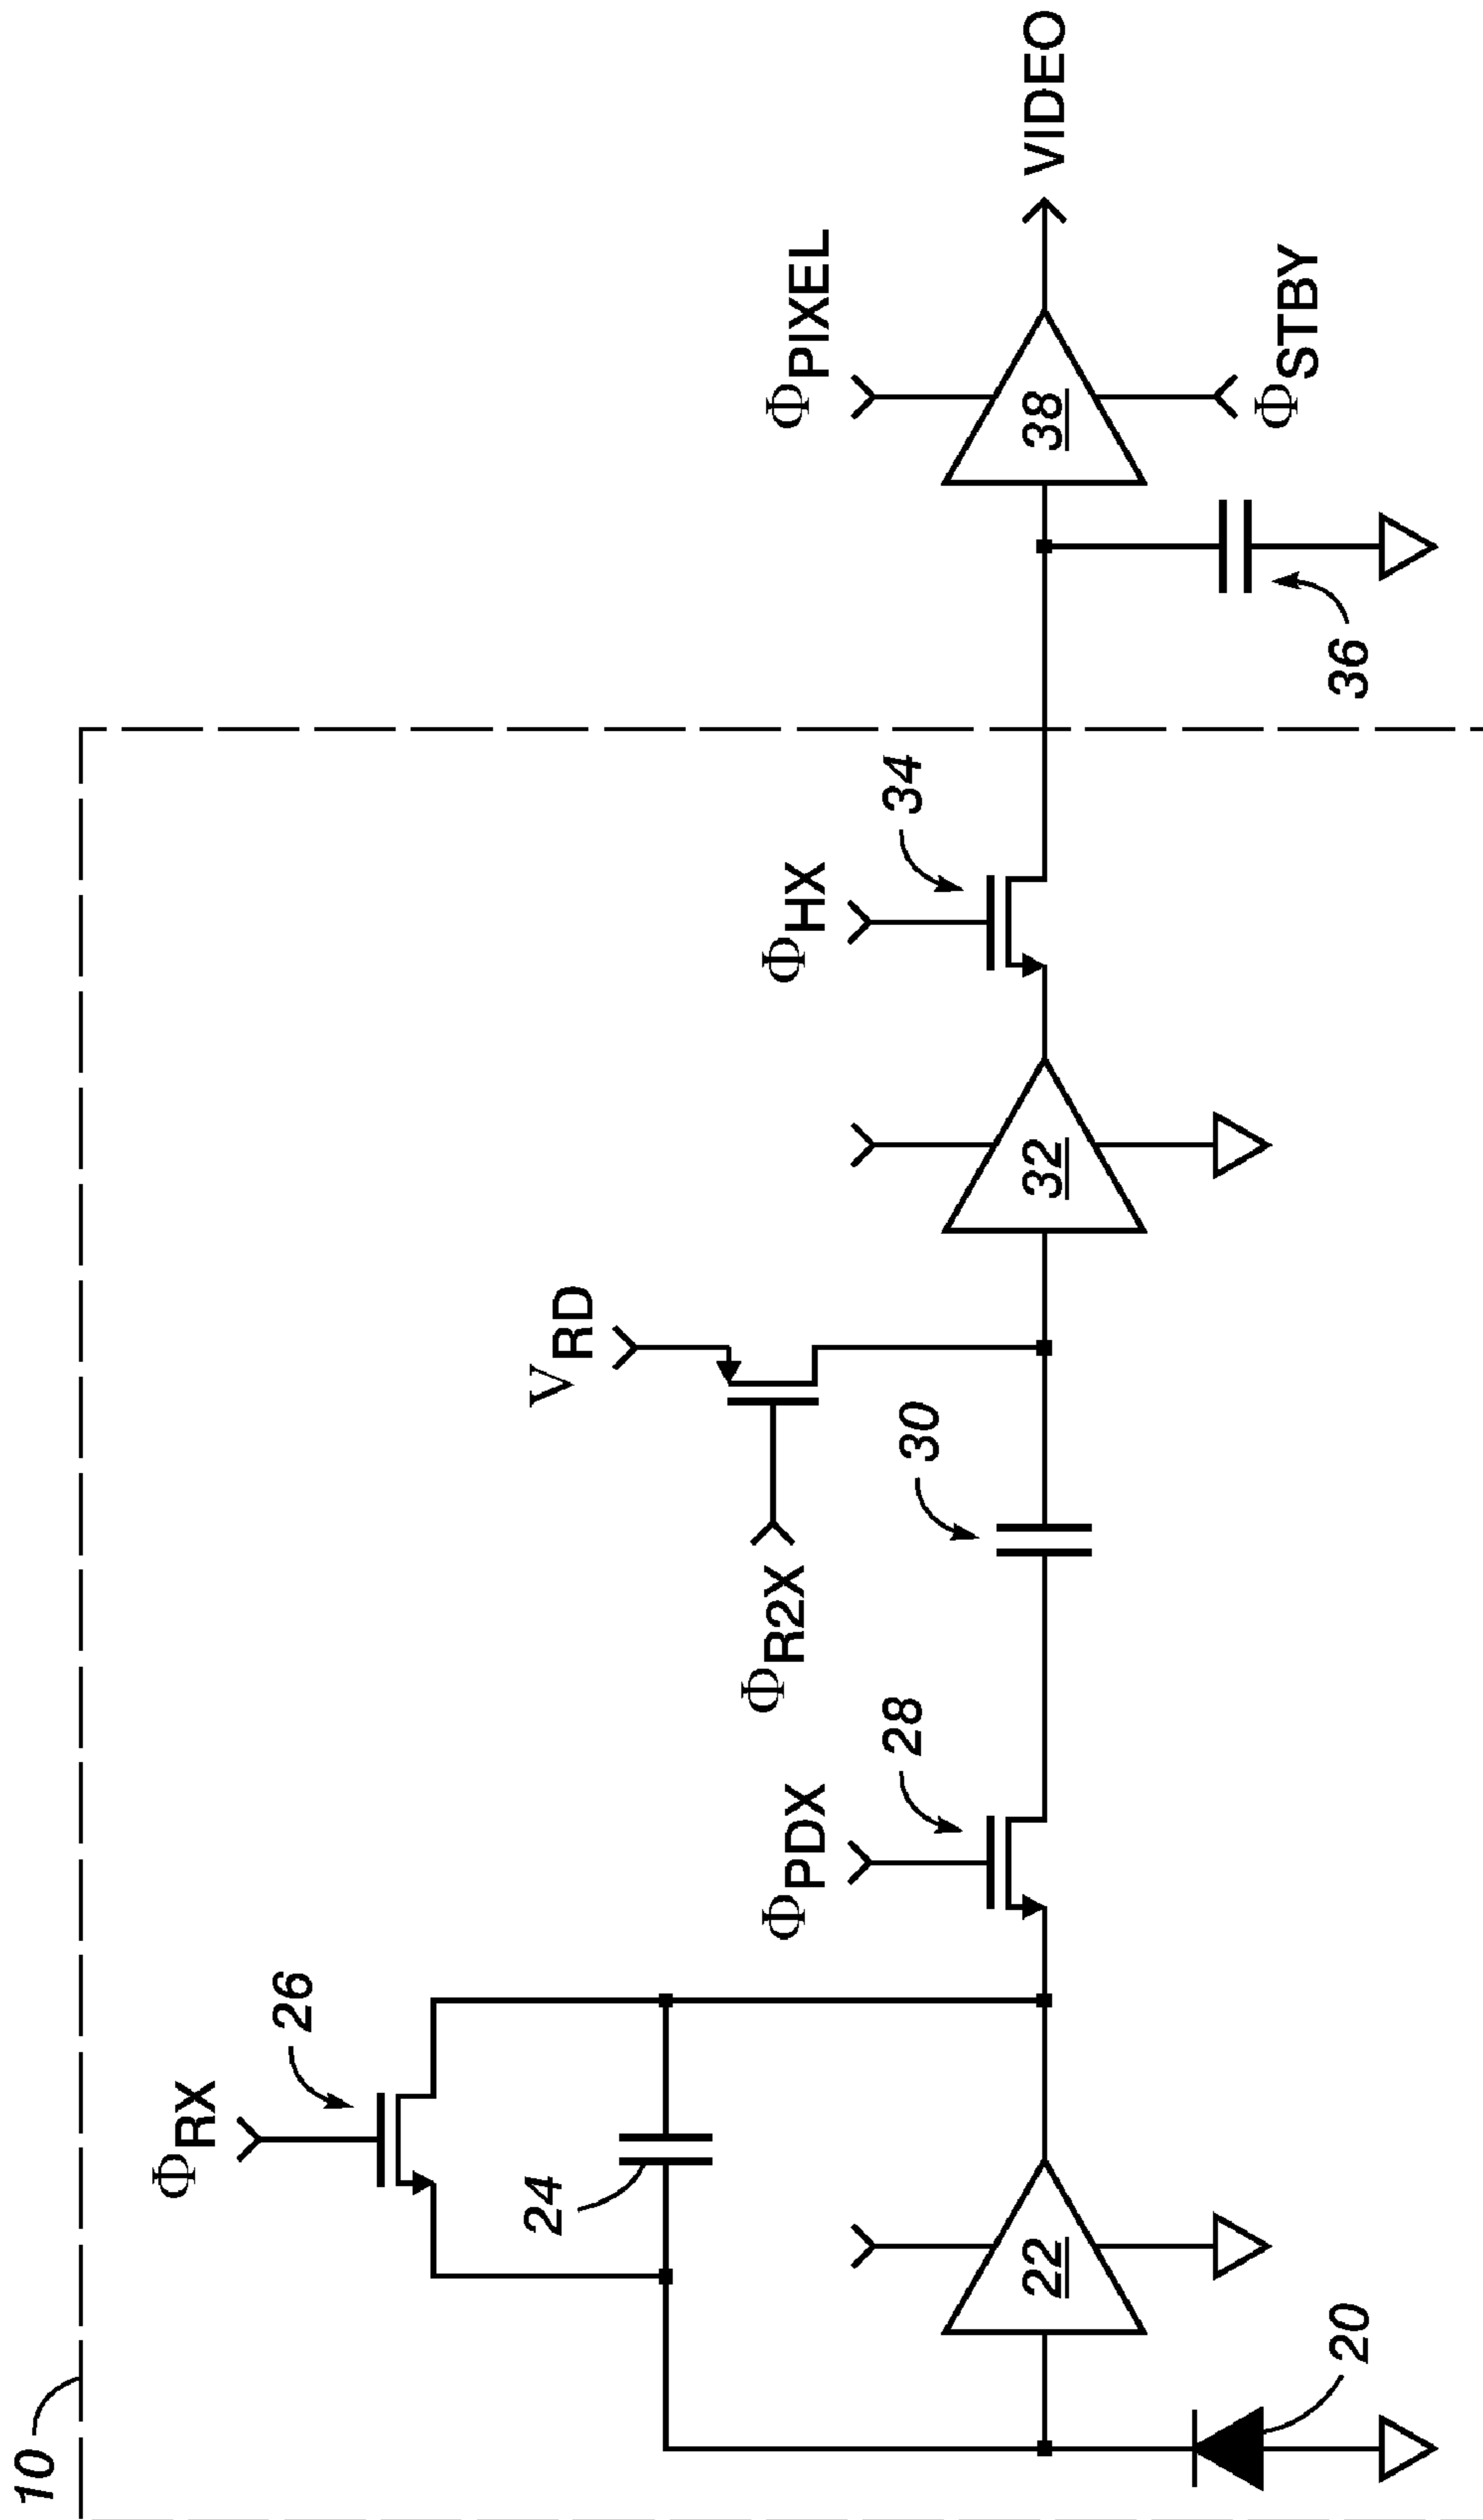 10
ΦRX
26
24
22
20
ΦPDX
28
ΦR2X
VRD
30
32
ΦHX
34
36
38
ΦPIXEL
ΦSTBY
VIDEO